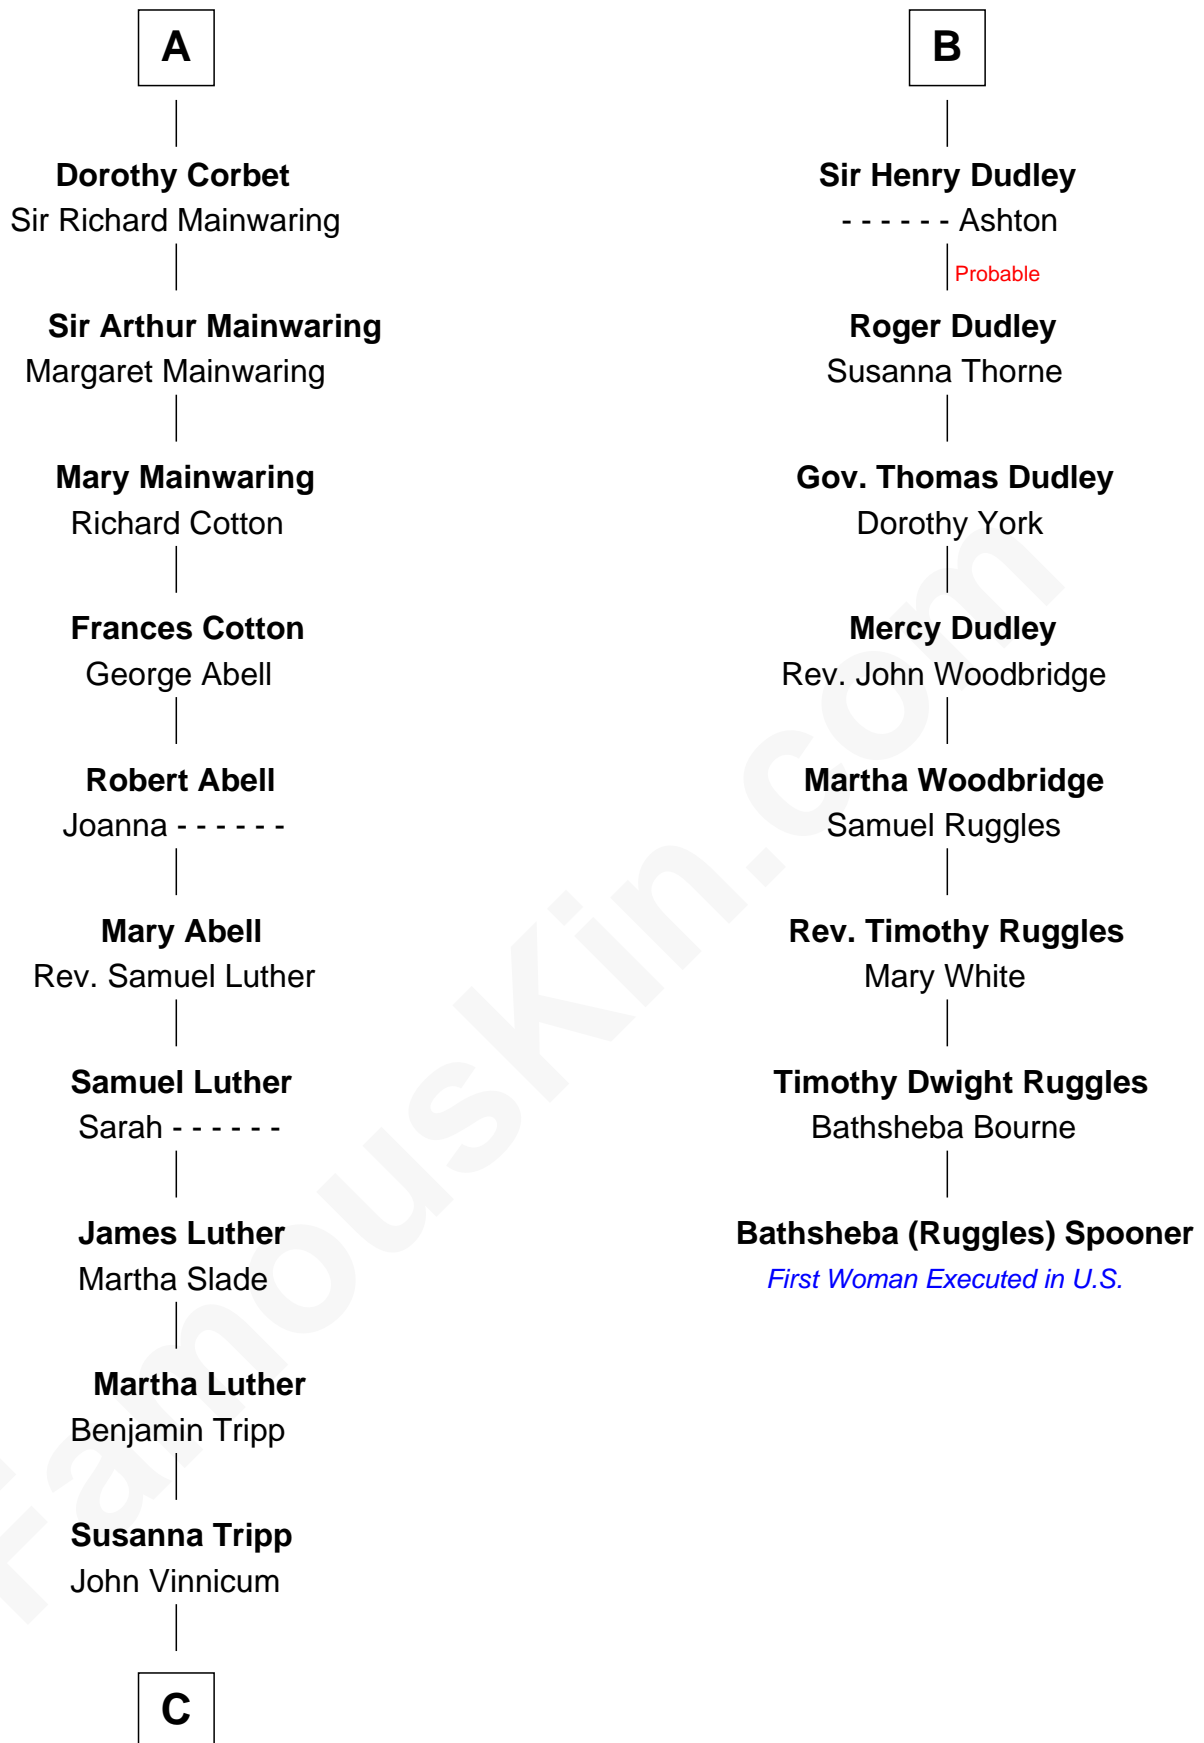 A
Dorothy Corbet
Sir Richard Mainwaring
Sir Arthur Mainwaring
Margaret Mainwaring
Mary Mainwaring
Richard Cotton
Frances Cotton
George Abell
Robert Abell
Joanna - - - - - -
Mary Abell
Rev. Samuel Luther
Samuel Luther
Sarah - - - - - -
James Luther
Martha Slade
Martha Luther
Benjamin Tripp
Susanna Tripp
John Vinnicum
C
B
Sir Henry Dudley
- - - - - - Ashton
Probable
Roger Dudley
Susanna Thorne
Gov. Thomas Dudley
Dorothy York
Mercy Dudley
Rev. John Woodbridge
Martha Woodbridge
Samuel Ruggles
Rev. Timothy Ruggles
Mary White
Timothy Dwight Ruggles
Bathsheba Bourne
Bathsheba (Ruggles) Spooner
First Woman Executed in U.S.
FamousKin.com